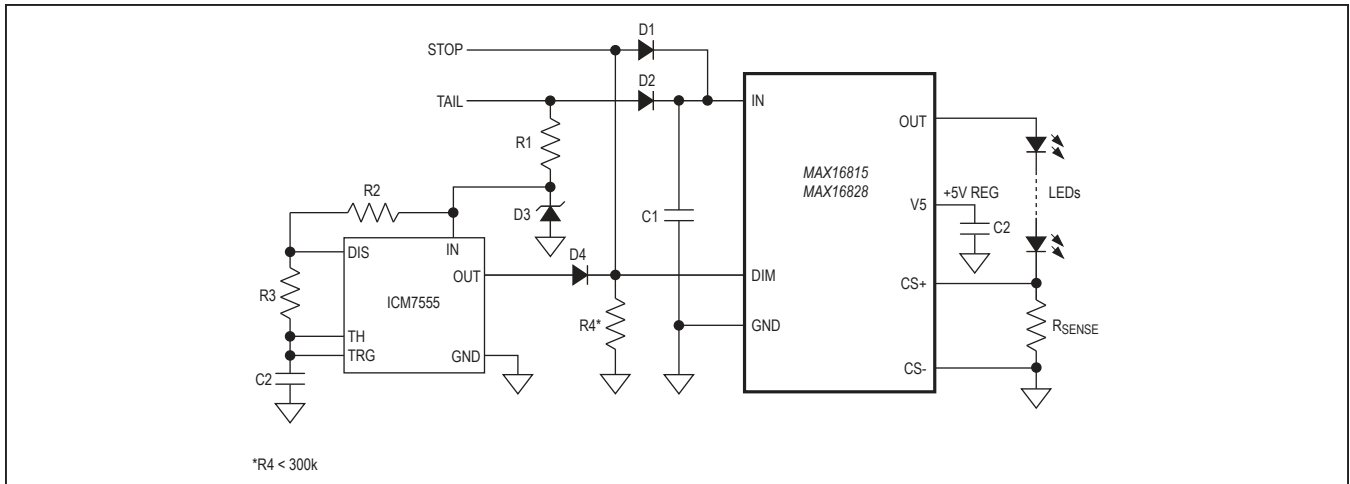 STOP
D1
TAIL
D2
R1
IN
OUT
MAX16815
MAX16828
R2
D3
C1
V5
+5V REG
LEDs
C2
DIS
IN
OUT
D4
DIM
R3
ICM7555
R4*
GND
CS+
RSENSE
TH
TRG
GND
CS-
C2
*R4 < 300k